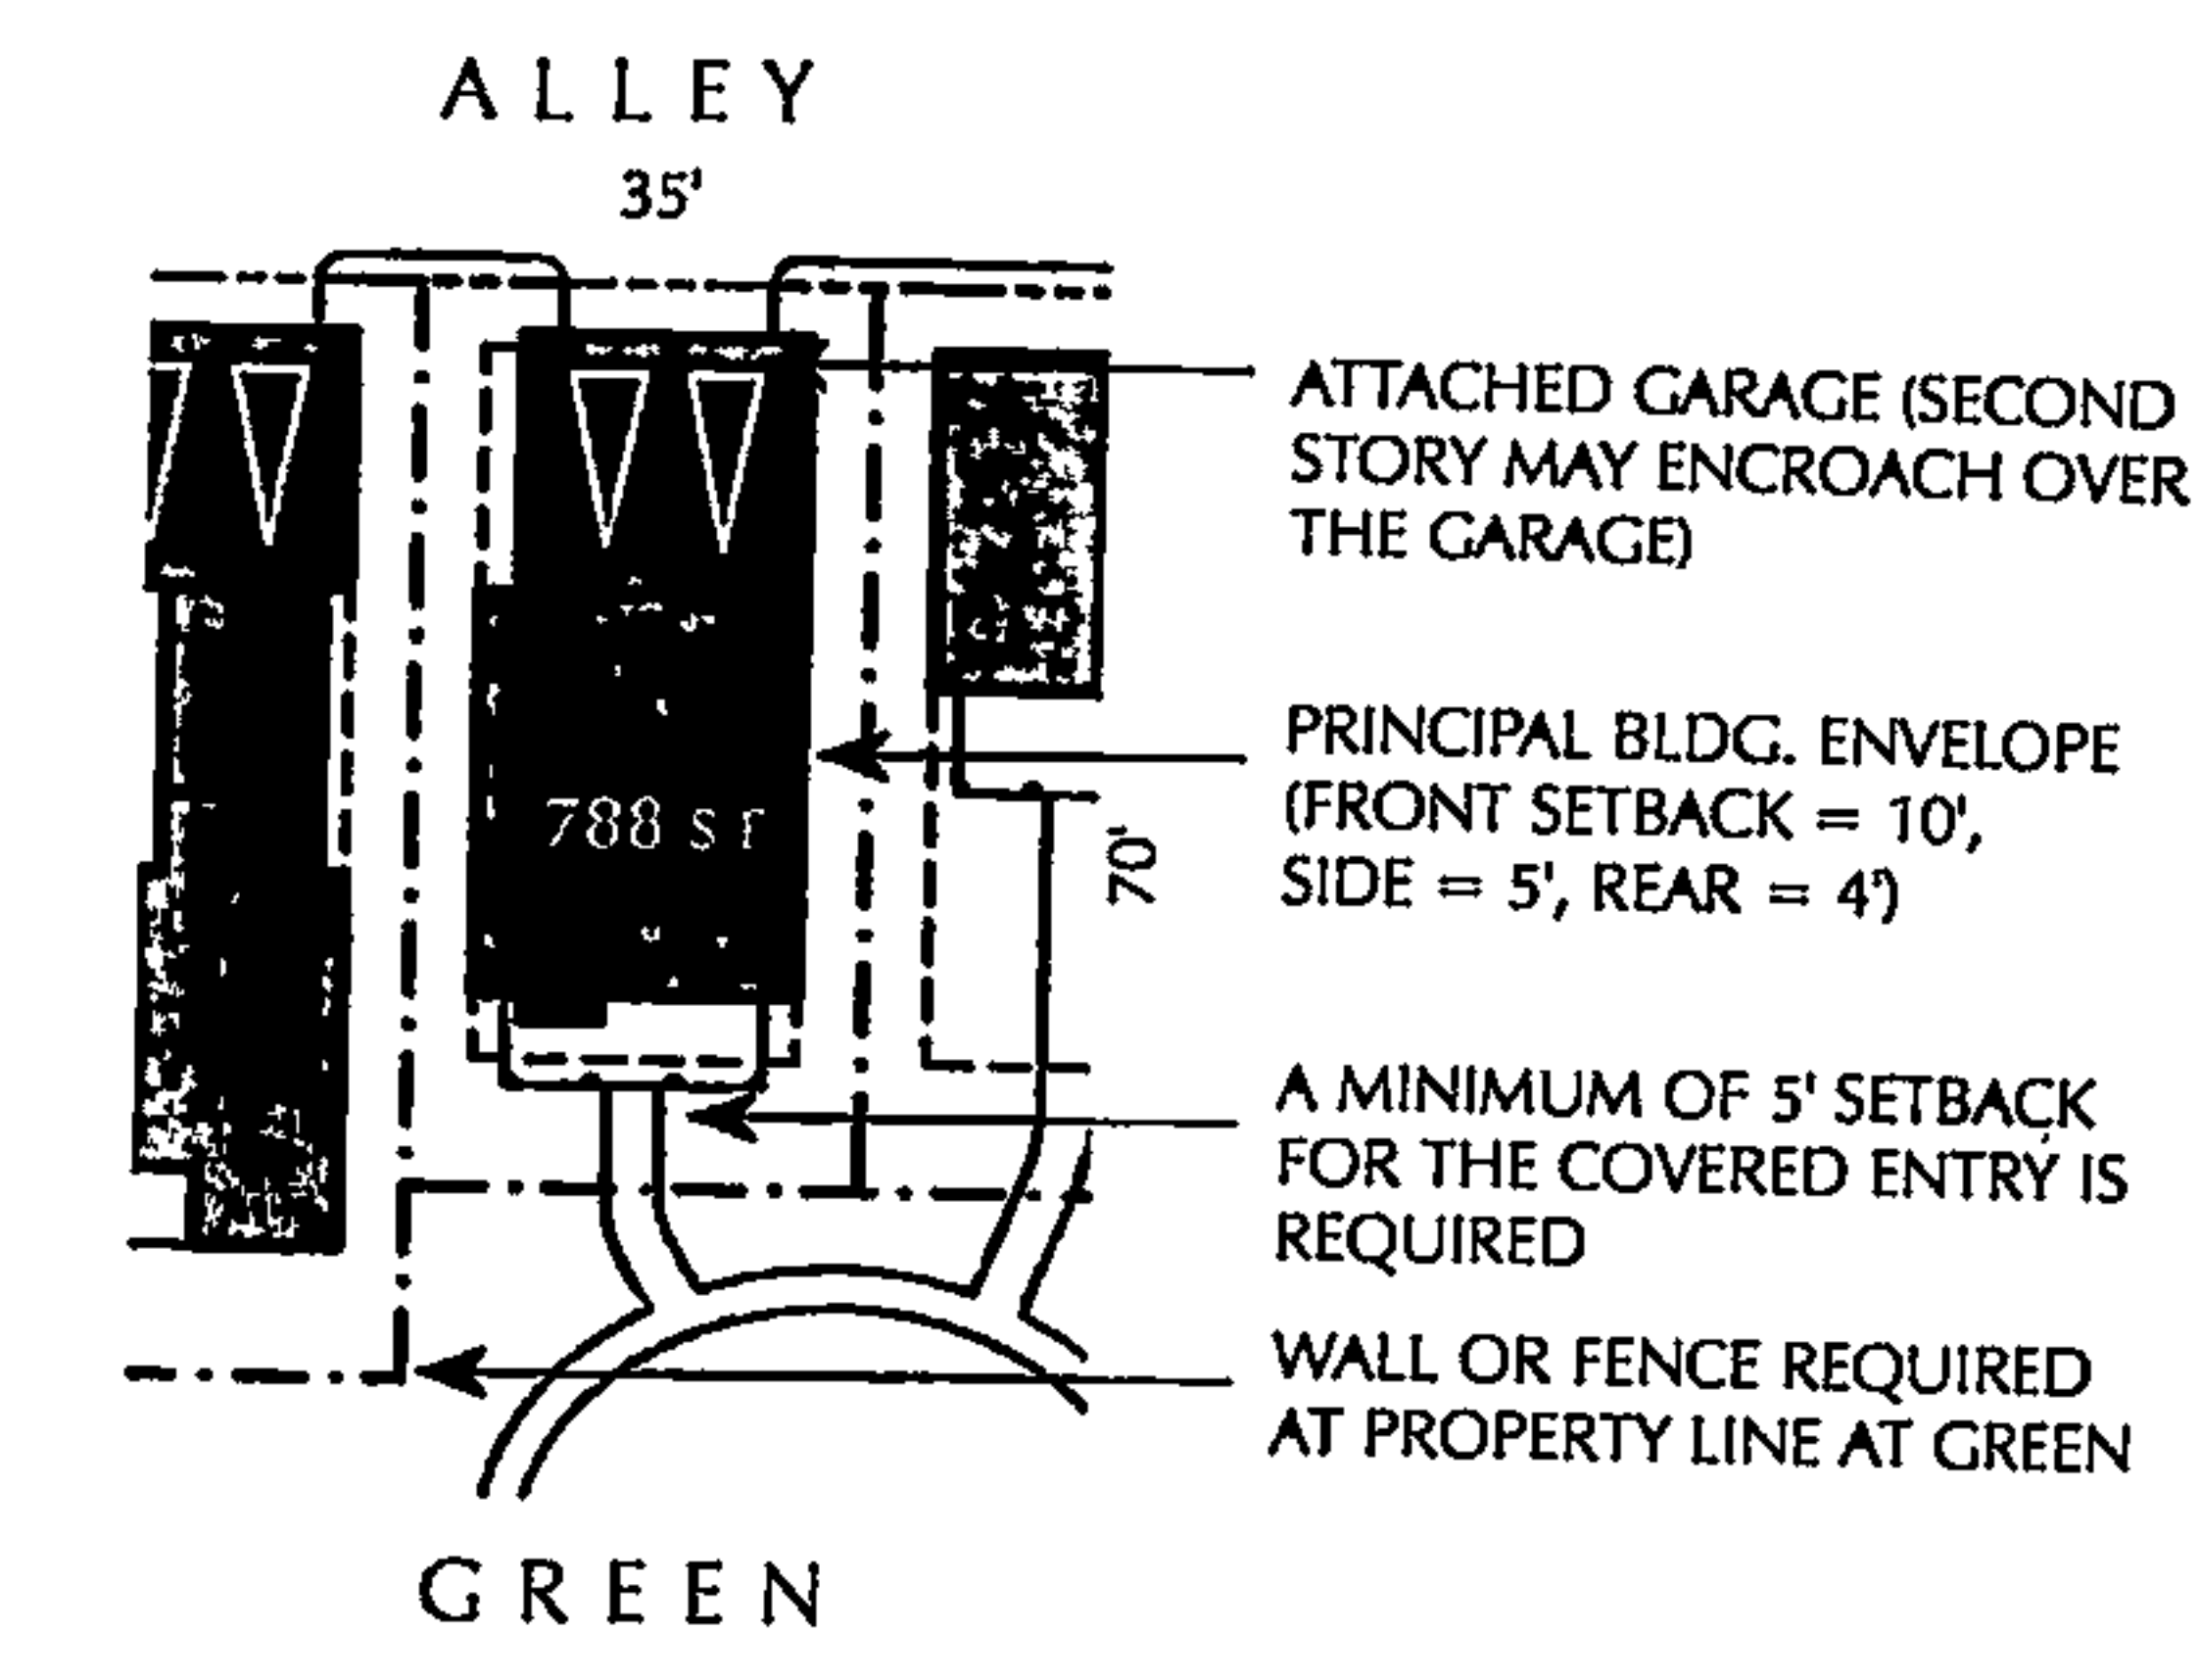 ALLEY
35'
ATTACHED GARAGE (SECOND
STORY MAY ENCROACH OVER
THE GARAGE)
PRINCIPAL BLDG. ENVELOPE
(FRONT SETBACK = 10',
SIDE = 5', REAR = 4')
788 sf
70'
A MINIMUM OF 5' SETBACK
FOR THE COVERED ENTRY IS
REQUIRED
WALL OR FENCE REQUIRED
AT PROPERTY LINE AT GREEN
GREEN